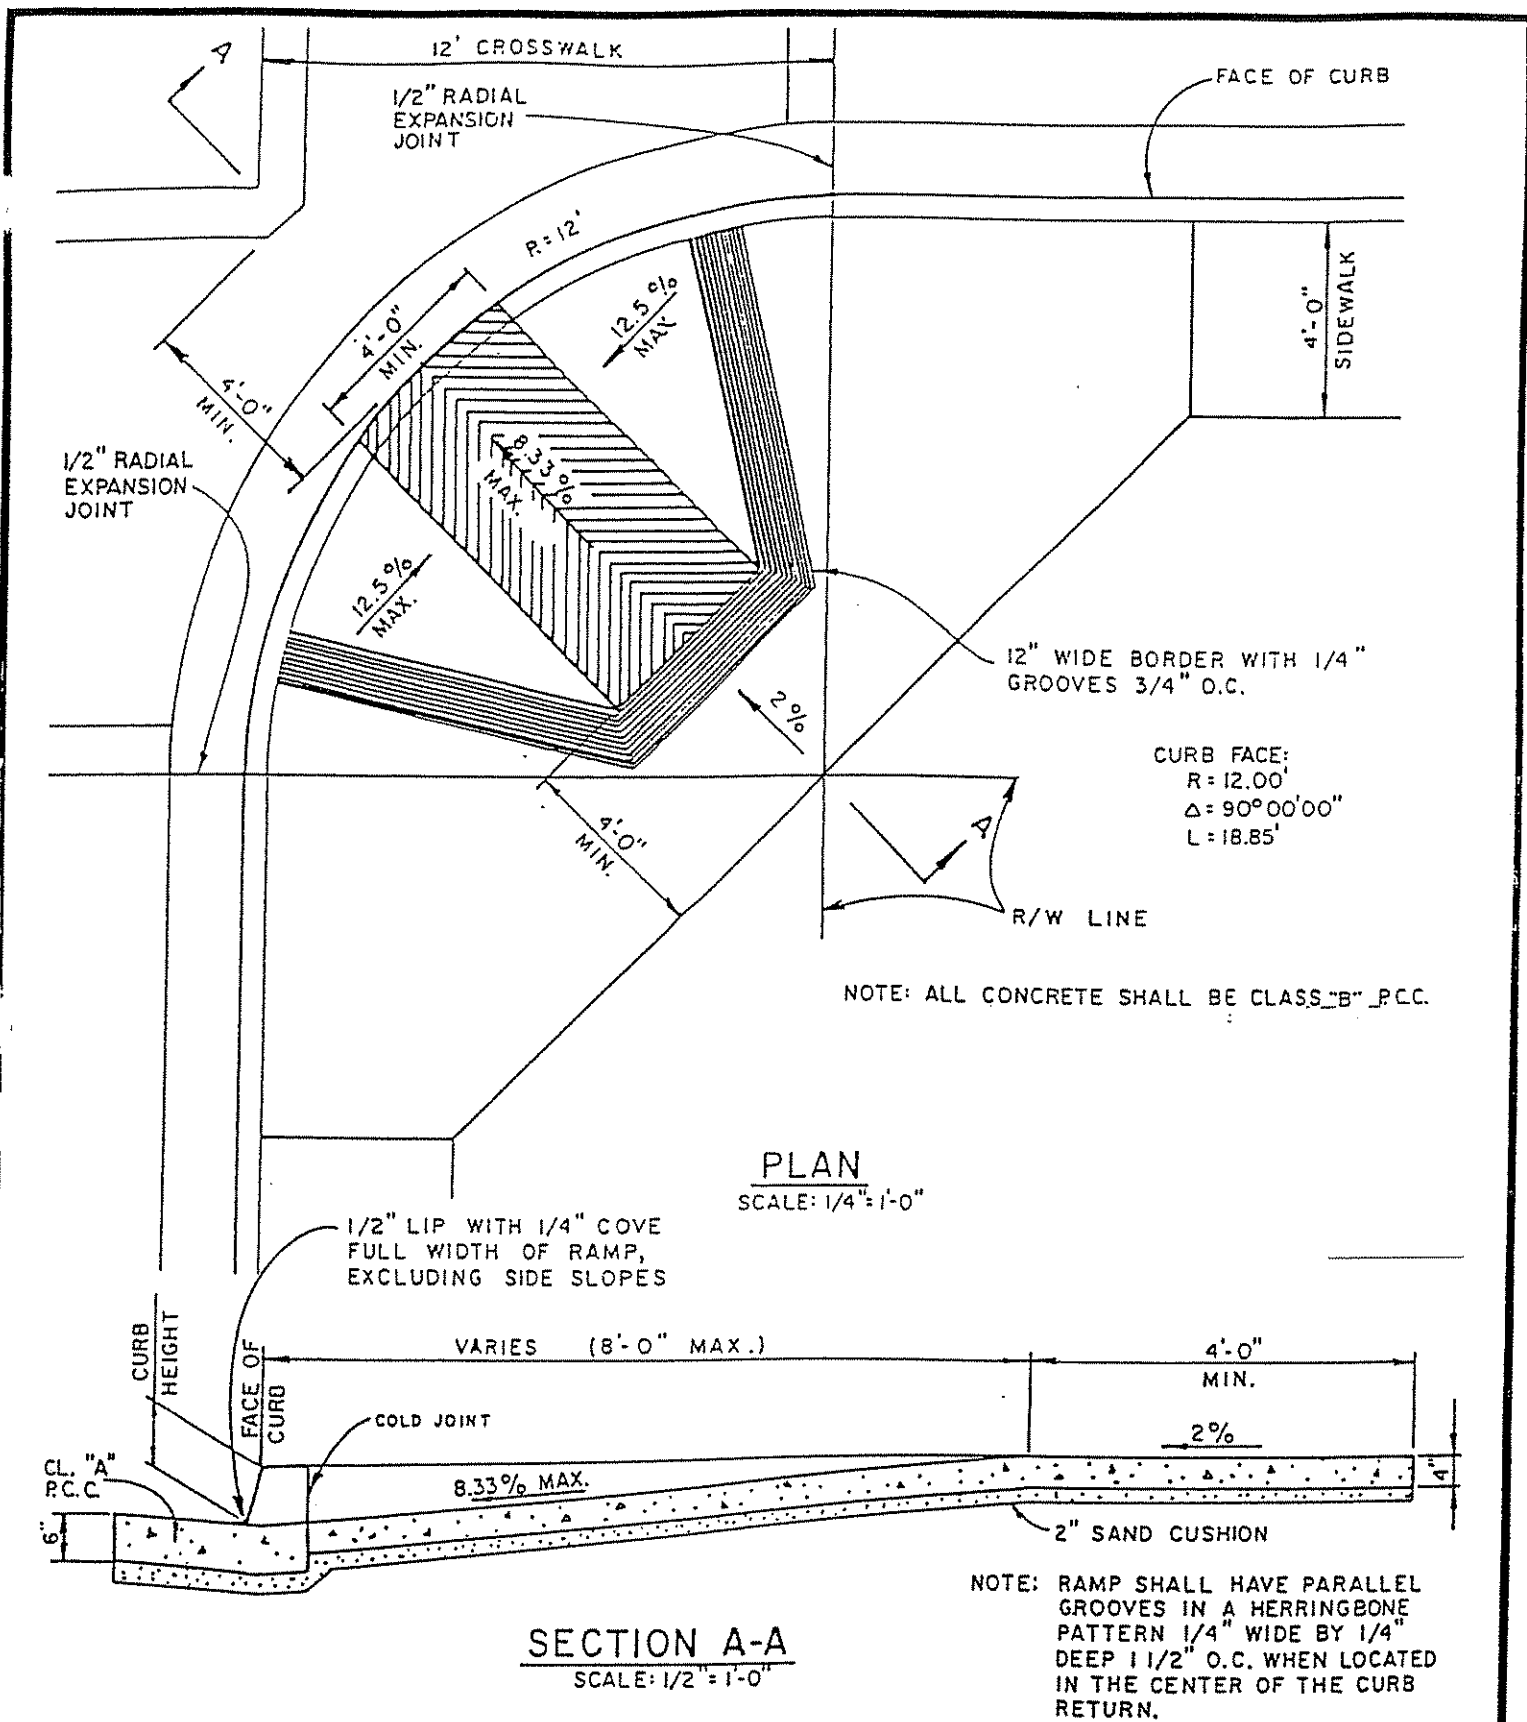 A
12' CROSSWALK
1/2" RADIAL
EXPANSION
JOINT
FACE OF CURB
R=12'
4'-0"
MIN.
12.5%
MAX
4'-0"
SIDEWALK
4'-0"
MIN.
1/2" RADIAL
EXPANSION
JOINT
8.33%
MAX.
12.5%
MAX.
12" WIDE BORDER WITH 1/4"
GROOVES 3/4" O.C.
2%
CURB FACE:
R=12.00'
Δ=90°00'00"
L=18.85'
4'-0"
MIN.
A
R/W LINE
NOTE: ALL CONCRETE SHALL BE CLASS "B" P.C.C.
PLAN
SCALE: 1/4"=1'-0"
1/2" LIP WITH 1/4" COVE
FULL WIDTH OF RAMP,
EXCLUDING SIDE SLOPES
CURB
HEIGHT
FACE OF
CURB
VARIES (8'-0" MAX.)
4'-0"
MIN.
COLD JOINT
2%
CL. "A"
P.C.C.
8.33% MAX.
4"
6"
2" SAND CUSHION
NOTE: RAMP SHALL HAVE PARALLEL
GROOVES IN A HERRINGBONE
PATTERN 1/4" WIDE BY 1/4"
DEEP 1 1/2" O.C. WHEN LOCATED
IN THE CENTER OF THE CURB
RETURN.
SECTION A-A
SCALE: 1/2"=1'-0"